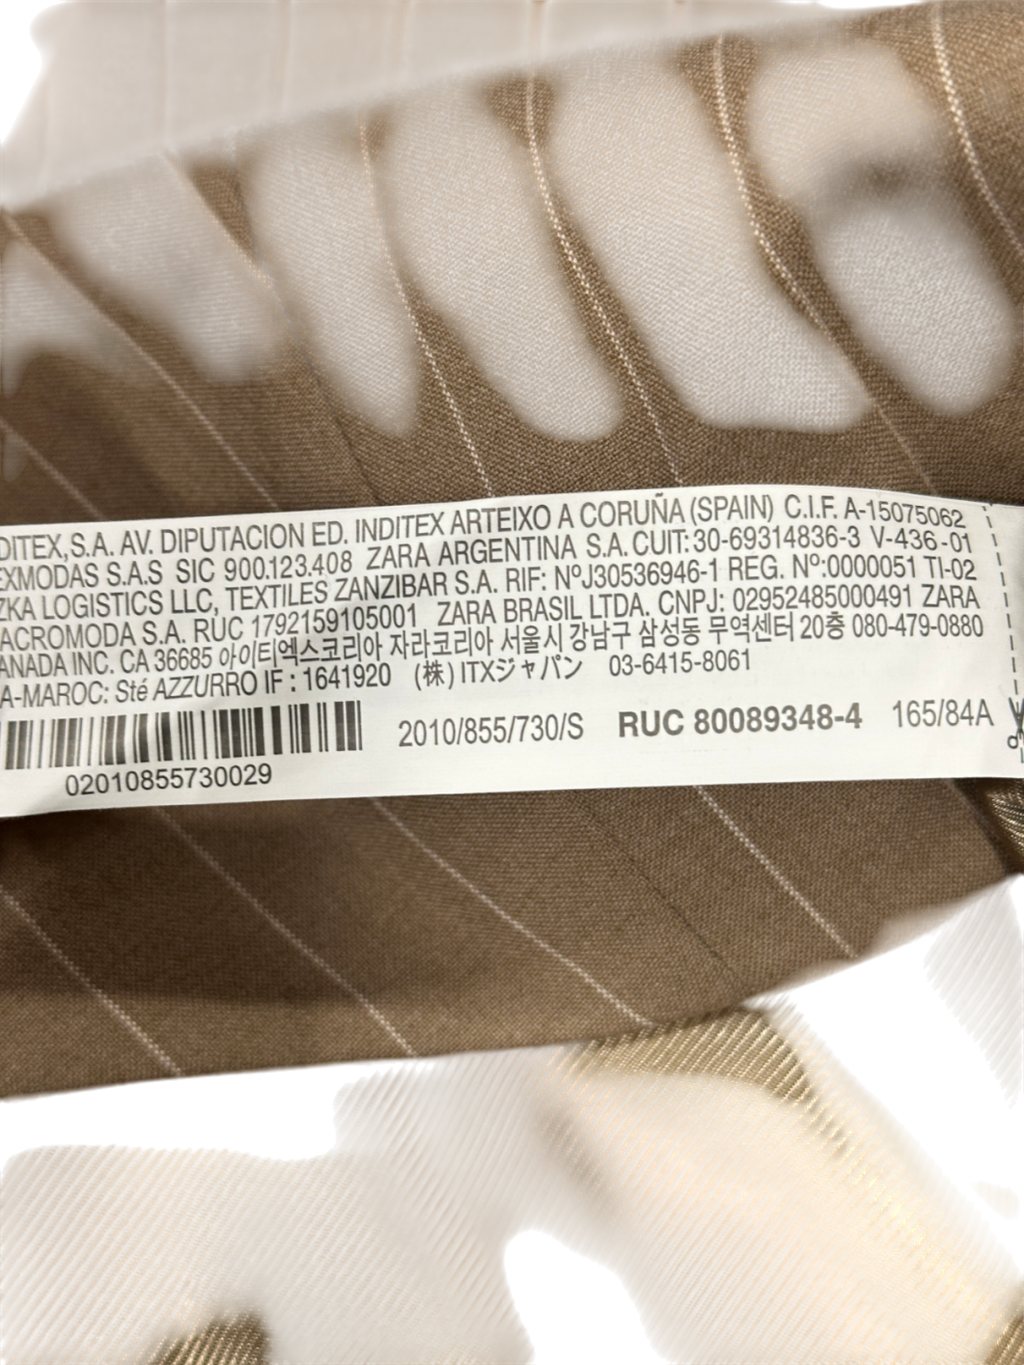 DITEX, S.A. AV. DIPUTACION ED. INDITEX ARTEIXO A CORUÑA (SPAIN) C.I.F. A-15075062
EXMODAS S.A.S SIC 900.123.408 ZARA ARGENTINA S.A. CUIT: 30-69314836-3 V-436-01
ZKA LOGISTICS LLC, TEXTILES ZANZIBAR S.A. RIF: NºJ30536946-1 REG. Nº:0000051 TI-02
ACROMODA S.A. RUC 1792159105001 ZARA BRASIL LTDA. CNPJ: 02952485000491 ZARA
ANADA INC. CA 36685 아이티엑스코리아 자라코리아 서울시 강남구 삼성동 무역센터 20층 080-479-0880
A-MAROC: Sté AZZURRO IF : 1641920 (株) ITXジャパン 03-6415-8061
2010/855/730/S RUC 80089348-4 165/84A
02010855730029